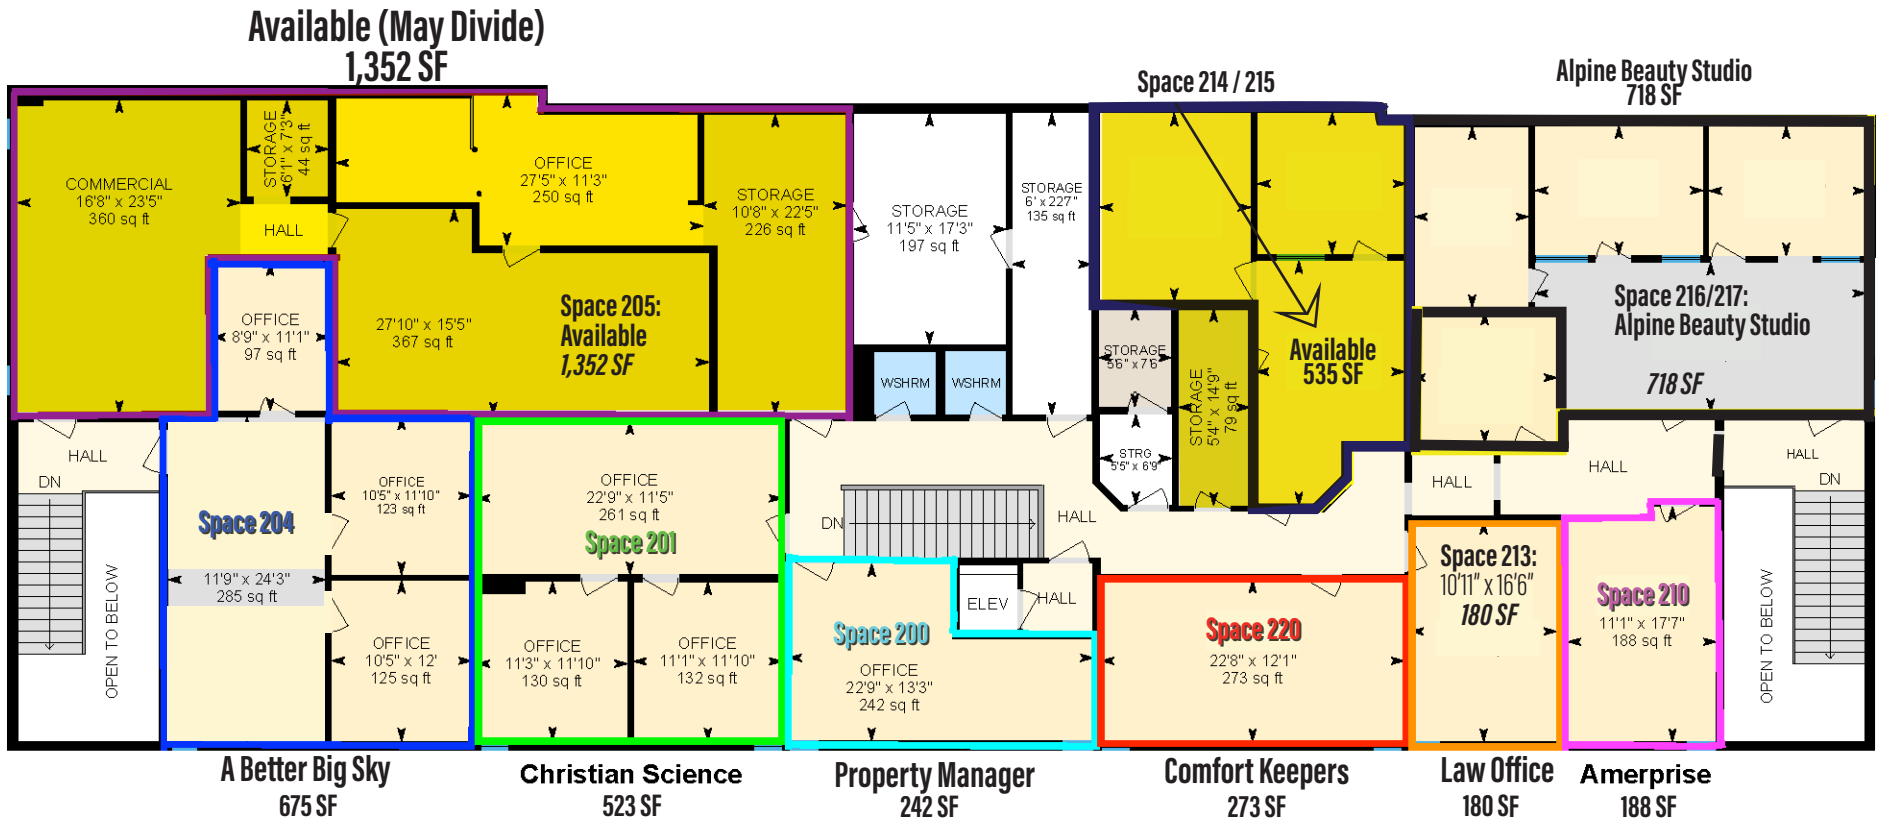 Available (May Divide)
1,352 SF
Space 214 / 215
Alpine Beauty Studio
718 SF
COMMERCIAL
16'8" x 23'5"
360 sq ft
STORAGE
6'1" x 7'3"
44 sq ft
HALL
OFFICE
27'5" x 11'3"
250 sq ft
STORAGE
10'8" x 22'5"
226 sq ft
STORAGE
11'5" x 17'3"
197 sq ft
STORAGE
6' x 22'7"
135 sq ft
OFFICE
8'9" x 11'1"
97 sq ft
27'10" x 15'5"
367 sq ft
Space 205:
Available
1,352 SF
WSHRM
WSHRM
STORAGE
5'6" x 7'6"
STORAGE
5'4" x 14'9"
79 sq ft
STRG
5'5" x 6'9"
Available
535 SF
Space 216/217:
Alpine Beauty Studio
718 SF
HALL
DN
OPEN TO BELOW
Space 204
11'9" x 24'3"
285 sq ft
OFFICE
10'5" x 11'10"
123 sq ft
OFFICE
10'5" x 12'
125 sq ft
OFFICE
22'9" x 11'5"
261 sq ft
Space 201
OFFICE
11'3" x 11'10"
130 sq ft
OFFICE
11'1" x 11'10"
132 sq ft
DN
HALL
ELEV
HALL
Space 200
OFFICE
22'9" x 13'3"
242 sq ft
Space 220
22'8" x 12'1"
273 sq ft
HALL
HALL
Space 213:
10'11" x 16'6"
180 SF
Space 210
11'1" x 17'7"
188 sq ft
HALL
DN
OPEN TO BELOW
A Better Big Sky
675 SF
Christian Science
523 SF
Property Manager
242 SF
Comfort Keepers
273 SF
Law Office
180 SF
Amerprise
188 SF